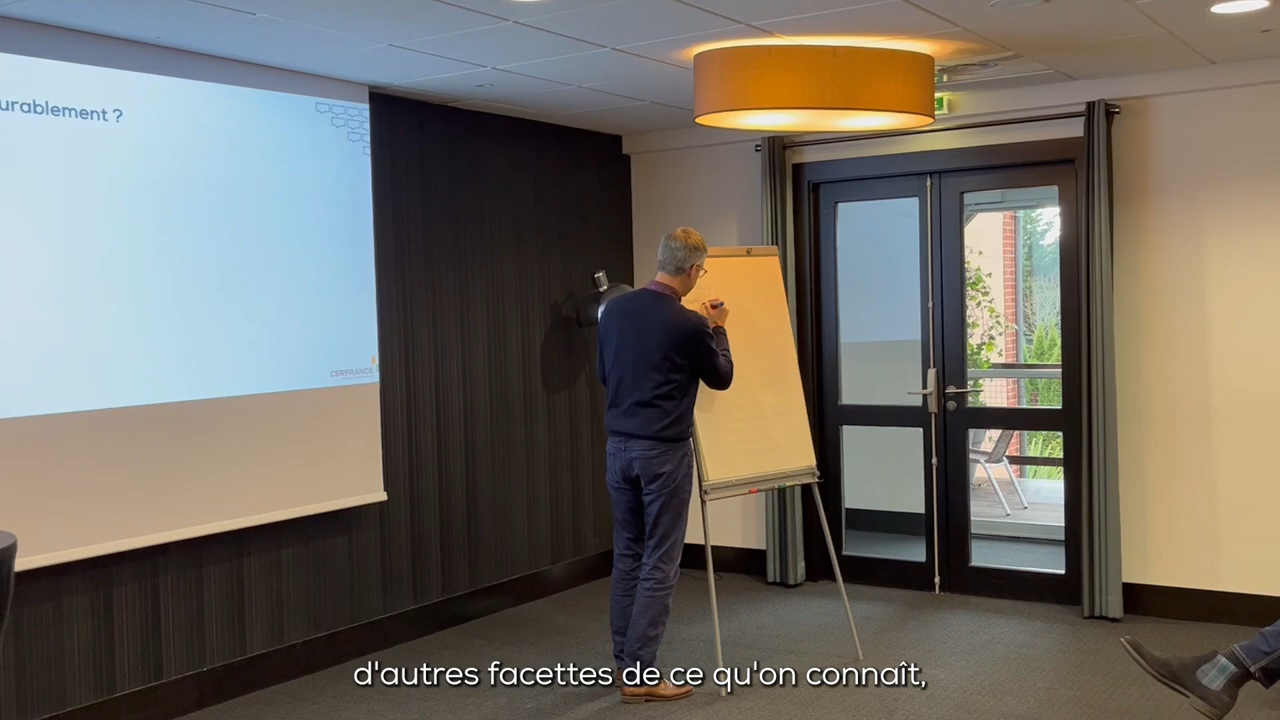 urablement ?
CERFRANCE
d'autres facettes de ce qu'on connaît,